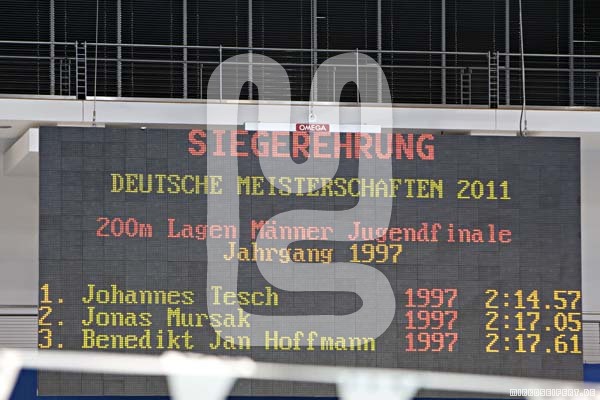 OMEGA
SIEGEREHRUNG
DEUTSCHE MEISTERSCHAFTEN 2011
200m Lagen Männer Jugendfinale
Jahrgang 1997
1. Johannes Tesch 1997 2:14.57
2. Jonas Mursak 1997 2:17.05
3. Benedikt Jan Hoffmann 1997 2:17.61